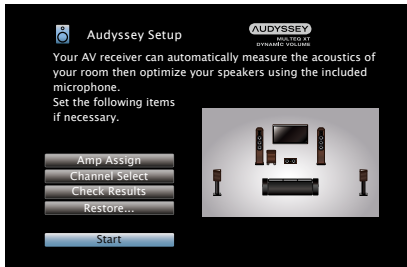 Audyssey Setup
AUDYSSEY
MULTEQ XT
DYNAMIC VOLUME
Your AV receiver can automatically measure the acoustics of
your room then optimize your speakers using the included
microphone.
Set the following items
if necessary.
Amp Assign
Channel Select
Check Results
Restore...
Start